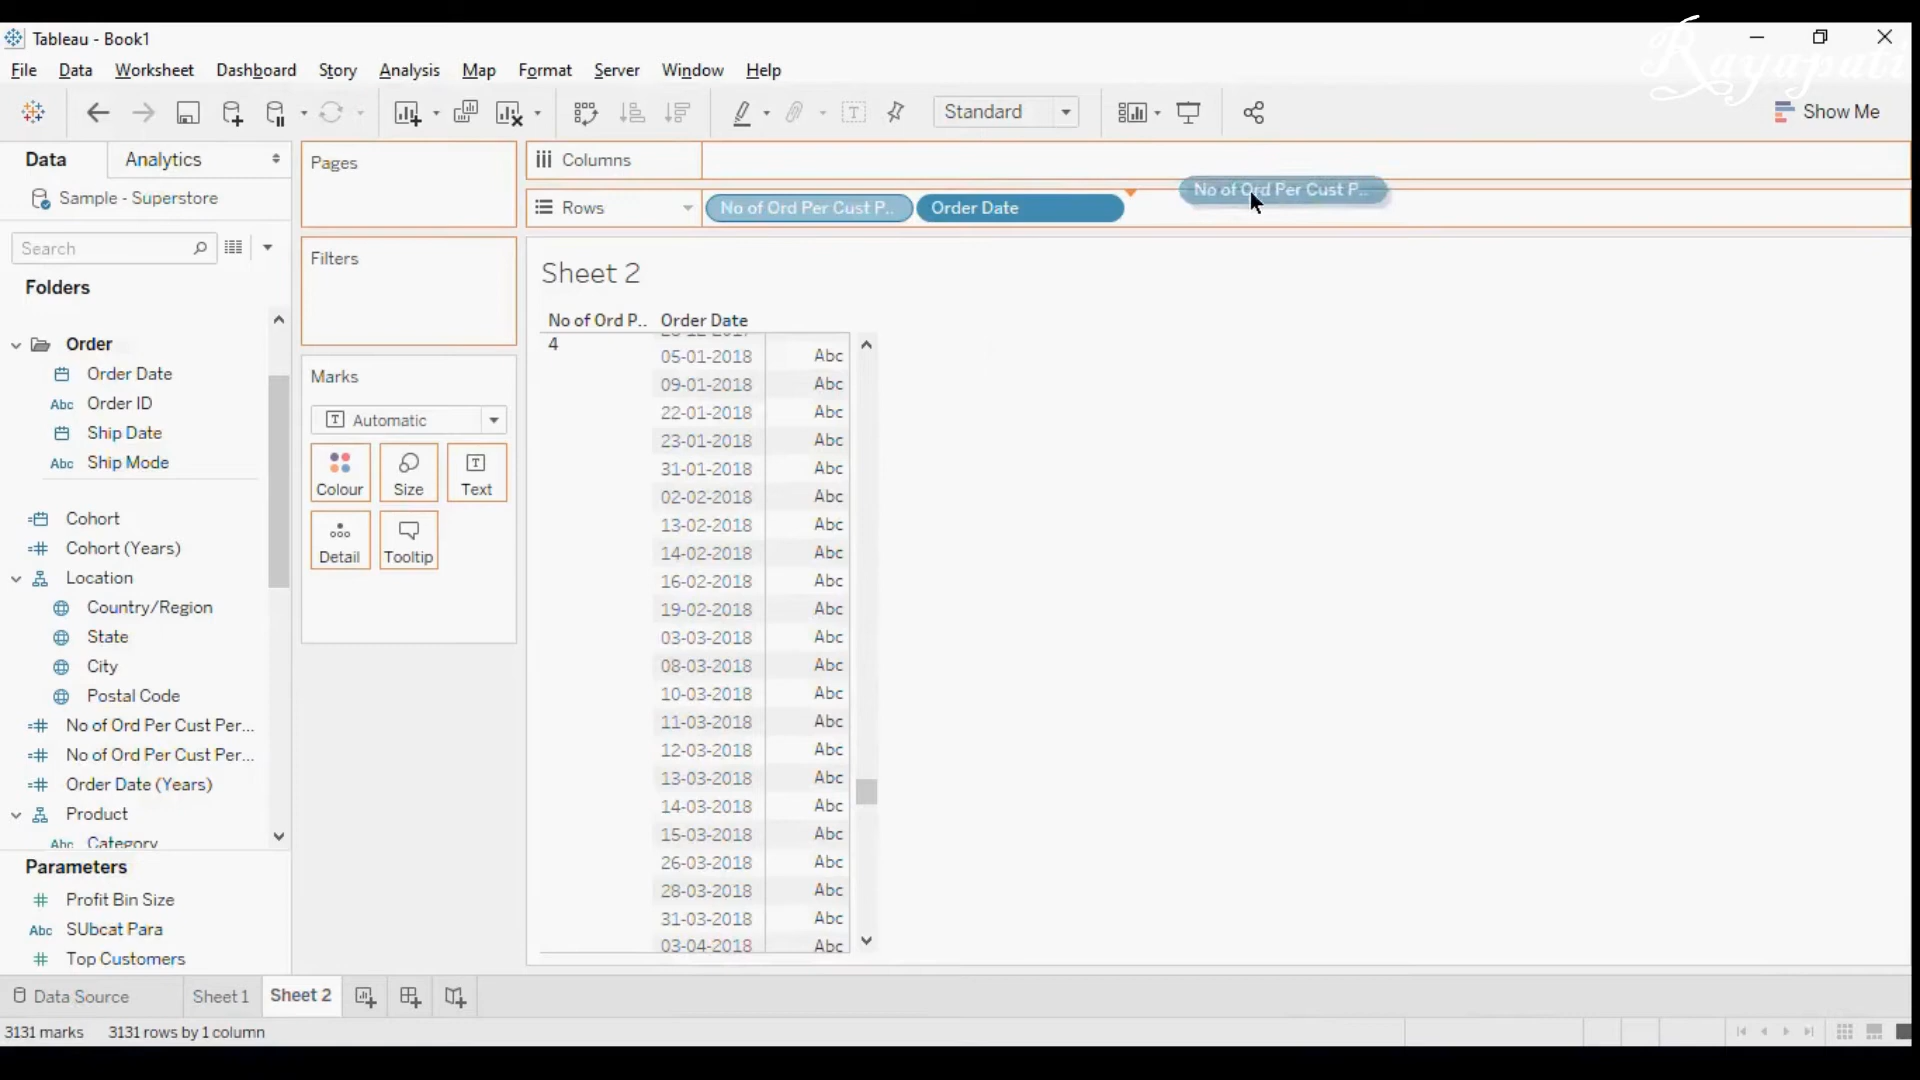 Rayapati
Tableau - Book1
File Data Worksheet Dashboard Story Analysis Map Format Server Window Help
Standard
Show Me
Data Analytics
Sample - Superstore
Search
Folders
Order
Order Date
Abc Order ID
Ship Date
Abc Ship Mode
Cohort
Cohort (Years)
Location
Country/Region
State
City
Postal Code
No of Ord Per Cust Per...
No of Ord Per Cust Per...
Order Date (Years)
Product
Abc Category
Parameters
Profit Bin Size
Abc SUbcat Para
Top Customers
Pages
Filters
Marks
Automatic
Colour Size Text
Detail Tooltip
Columns
Rows No of Ord Per Cust P.. Order Date
No of Ord Per Cust P..
Sheet 2
No of Ord P.. Order Date
4
05-01-2018 Abc
09-01-2018 Abc
22-01-2018 Abc
23-01-2018 Abc
31-01-2018 Abc
02-02-2018 Abc
13-02-2018 Abc
14-02-2018 Abc
16-02-2018 Abc
19-02-2018 Abc
03-03-2018 Abc
08-03-2018 Abc
10-03-2018 Abc
11-03-2018 Abc
12-03-2018 Abc
13-03-2018 Abc
14-03-2018 Abc
15-03-2018 Abc
26-03-2018 Abc
28-03-2018 Abc
31-03-2018 Abc
03-04-2018 Abc
Data Source Sheet 1 Sheet 2
3131 marks 3131 rows by 1 column